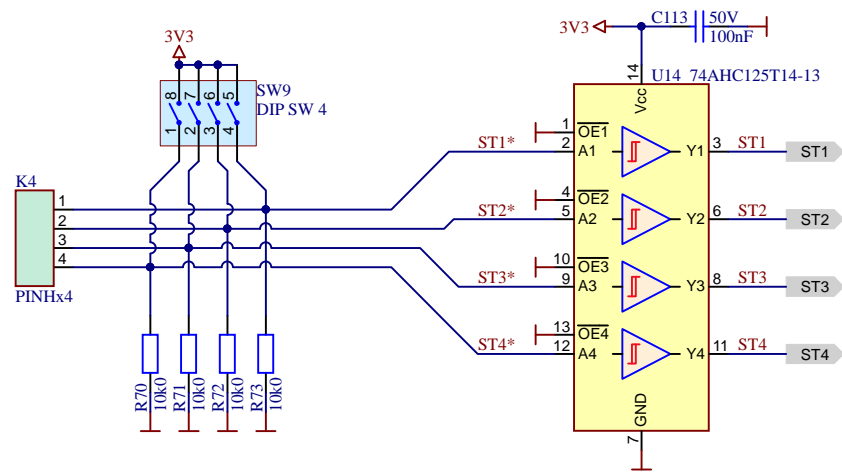 3V3
C113
50V
100nF
3V3
SW9
DIP SW 4
8 7 6 5
1 2 3 4
14
Vcc
U14 74AHC125T14-13
K4
1
2
3
4
PINHx4
ST1*
ST2*
ST3*
ST4*
1 OE1
2 A1
Y1 3 ST1
ST1
4 OE2
5 A2
Y2 6 ST2
ST2
10 OE3
9 A3
Y3 8 ST3
ST3
13 OE4
12 A4
Y4 11 ST4
ST4
GND
7
R70
10k0
R71
10k0
R72
10k0
R73
10k0